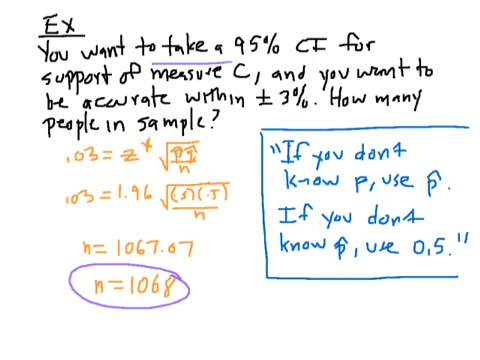 Ex
You want to take a 95% CI for
support of measure C, and you want to
be accurate within ± 3%. How many
people in sample?
.03 = z* √(pq/n)
.03 = 1.96 √((.5)(.5)/n)
n = 1067.07
n = 1068
"If you don't
know p, use p̂.
If you don't
know p̂, use 0.5."